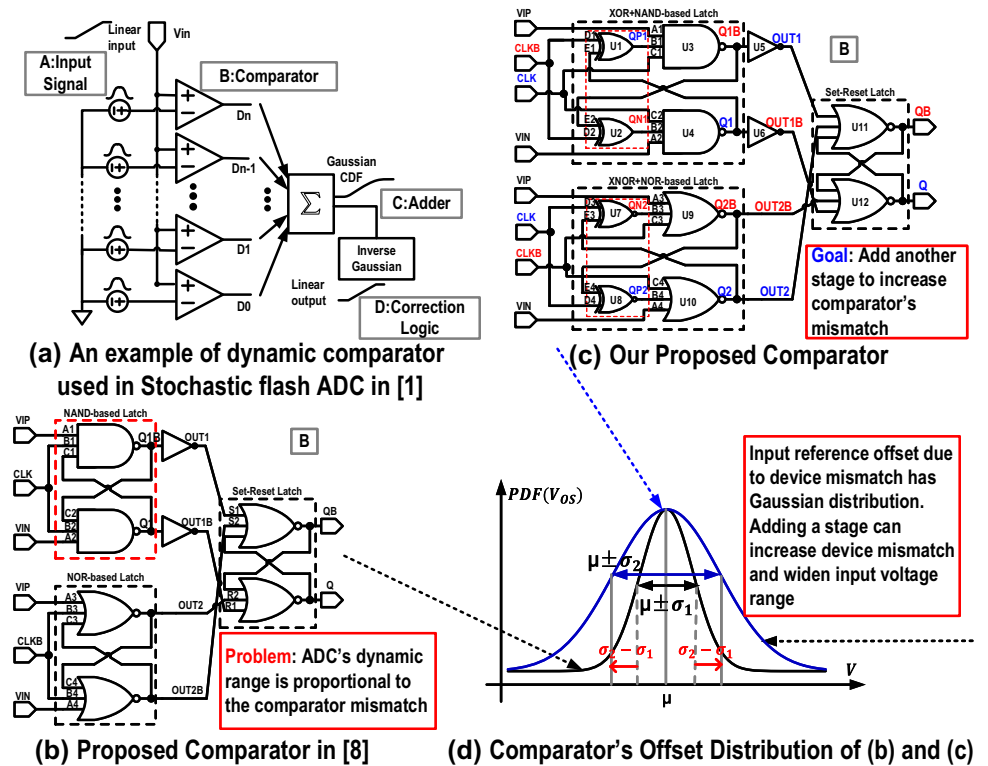 Linear
input
Vin
A:Input
Signal
B:Comparator
Dn
Dn-1
D1
D0
Σ
Gaussian
CDF
C:Adder
Inverse
Gaussian
Linear
output
D:Correction
Logic
(a) An example of dynamic comparator
used in Stochastic flash ADC in [1]
XOR+NAND-based Latch
VIP
CLKB
CLK
VIN
D1
E1
U1
QP1
A1
B1
C1
U3
Q1B
U5
OUT1
B
E2
D2
U2
QN1
C2
B2
A2
U4
Q1
U6
OUT1B
Set-Reset Latch
U11
QB
U12
Q
XNOR+NOR-based Latch
VIP
CLK
CLKB
VIN
D3
E3
U7
QN2
A3
B3
C3
U9
Q2B
OUT2B
E4
D4
U8
QP2
C4
B4
A4
U10
Q2
OUT2
Goal: Add another
stage to increase
comparator's
mismatch
(c) Our Proposed Comparator
NAND-based Latch
VIP
CLK
VIN
A1
B1
C1
Q1B
OUT1
C2
B2
A2
Q1
OUT1B
B
Set-Reset Latch
S1
S2
QB
R2
R1
Q
NOR-based Latch
VIP
CLKB
VIN
A3
B3
C3
OUT2
C4
B4
A4
OUT2B
Problem: ADC's dynamic
range is proportional to
the comparator mismatch
(b) Proposed Comparator in [8]
PDF(V_OS)
μ±σ₂
μ±σ₁
σ₂ − σ₁
σ₂ − σ₁
μ
V
Input reference offset due
to device mismatch has
Gaussian distribution.
Adding a stage can
increase device mismatch
and widen input voltage
range
(d) Comparator's Offset Distribution of (b) and (c)